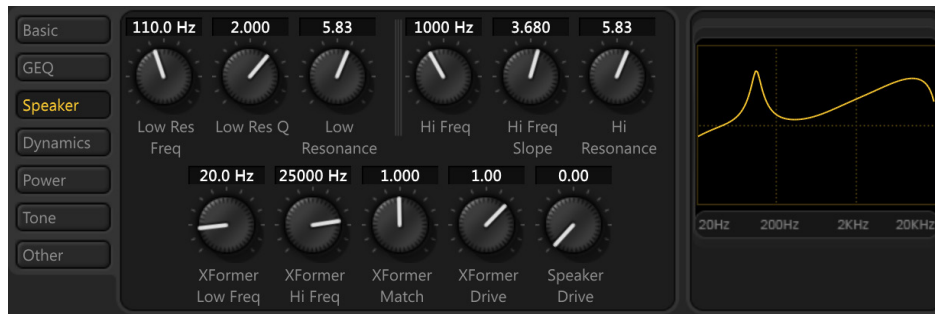 Basic
GEQ
Speaker
Dynamics
Power
Tone
Other
110.0 Hz 2.000 5.83 1000 Hz 3.680 5.83
Low Res Freq Low Res Q Low Resonance Hi Freq Hi Freq Slope Hi Resonance
20.0 Hz 25000 Hz 1.000 1.00 0.00
XFormer Low Freq XFormer Hi Freq XFormer Match XFormer Drive Speaker Drive
20Hz 200Hz 2KHz 20KHz